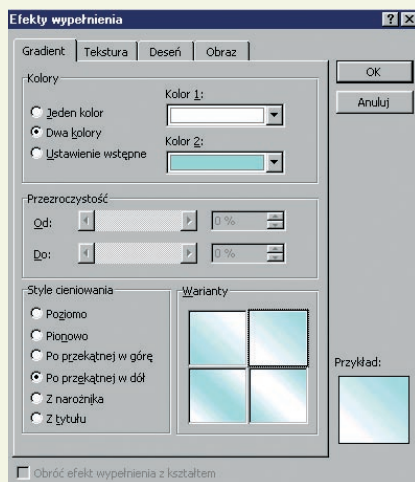 Efekty wypełnienia
Gradient Tekstura Deseń Obraz
OK
Anuluj
Kolory
Jeden kolor
Dwa kolory
Ustawienie wstępne
Kolor 1:
Kolor 2:
Przezroczystość
Od: 0 %
Do: 0 %
Style cieniowania
Poziomo
Pionowo
Po przekątnej w górę
Po przekątnej w dół
Z narożnika
Z tytułu
Warianty
Przykład:
Obróć efekt wypełnienia z kształtem